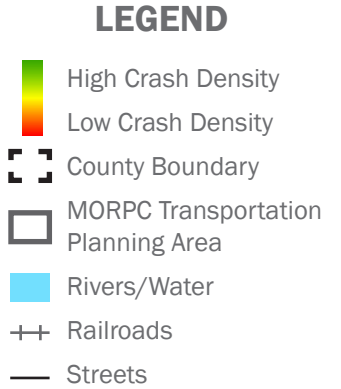 LEGEND
High Crash Density
Low Crash Density
County Boundary
MORPC Transportation
Planning Area
Rivers/Water
Railroads
Streets